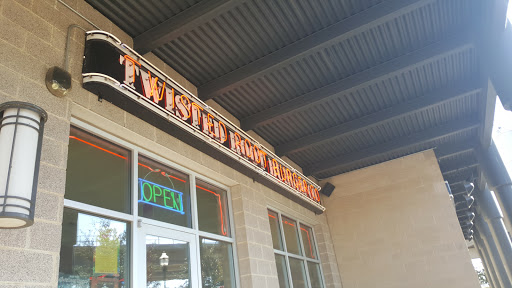 TWISTED ROOT BURGER CO.
OPEN